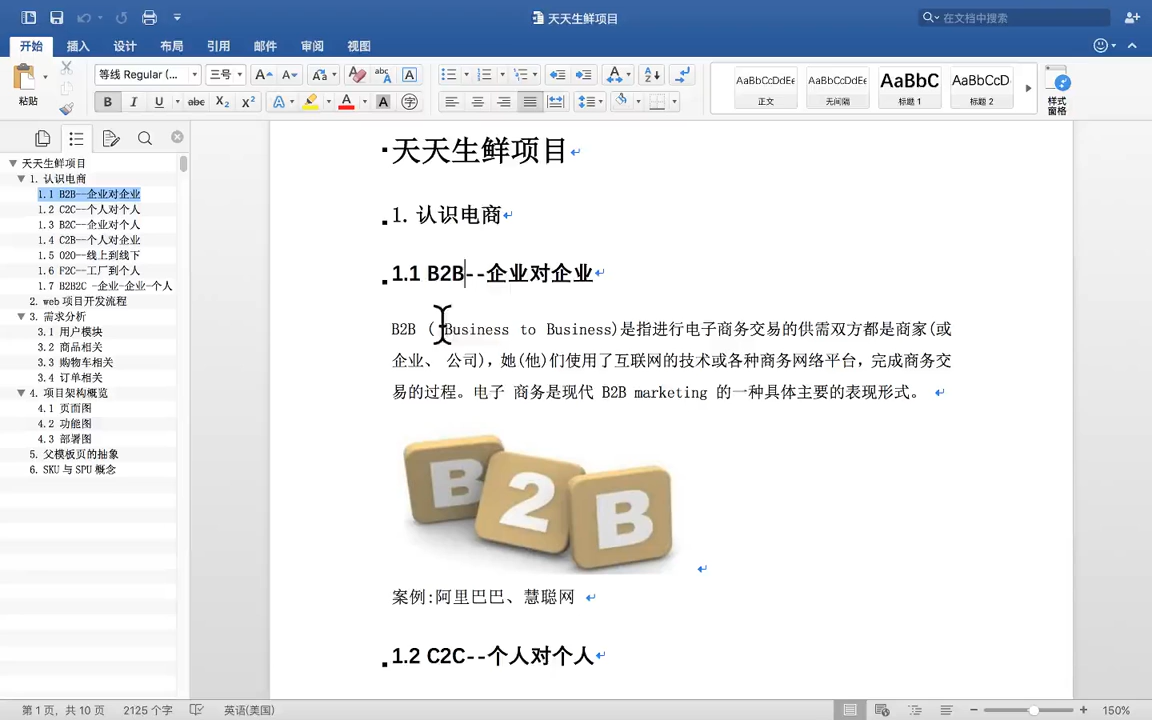 天天生鲜项目
在文档中搜索
开始 插入 设计 布局 引用 邮件 审阅 视图
粘贴
等线 Regular (... 三号
B I U abc X₂ X²
AaBbCcDdEe AaBbCcDdEe AaBbC AaBbCcD
正文 无间隔 标题 1 标题 2
样式
窗格
天天生鲜项目
1. 认识电商
1.1 B2B--企业对企业
1.2 C2C--个人对个人
1.3 B2C--企业对个人
1.4 C2B--个人对企业
1.5 O2O--线上到线下
1.6 F2C--工厂到个人
1.7 B2B2C -企业-企业-个人
2. web 项目开发流程
3. 需求分析
3.1 用户模块
3.2 商品相关
3.3 购物车相关
3.4 订单相关
4. 项目架构概览
4.1 页面图
4.2 功能图
4.3 部署图
5. 父模板页的抽象
6. SKU 与 SPU 概念
天天生鲜项目
1. 认识电商
1.1 B2B--企业对企业
B2B ( Business to Business)是指进行电子商务交易的供需双方都是商家(或
企业、 公司)，她(他)们使用了互联网的技术或各种商务网络平台，完成商务交
易的过程。电子 商务是现代 B2B marketing 的一种具体主要的表现形式。
B2B
案例:阿里巴巴、慧聪网
1.2 C2C--个人对个人
第 1 页，共 10 页 2125 个字 英语(美国) 150%